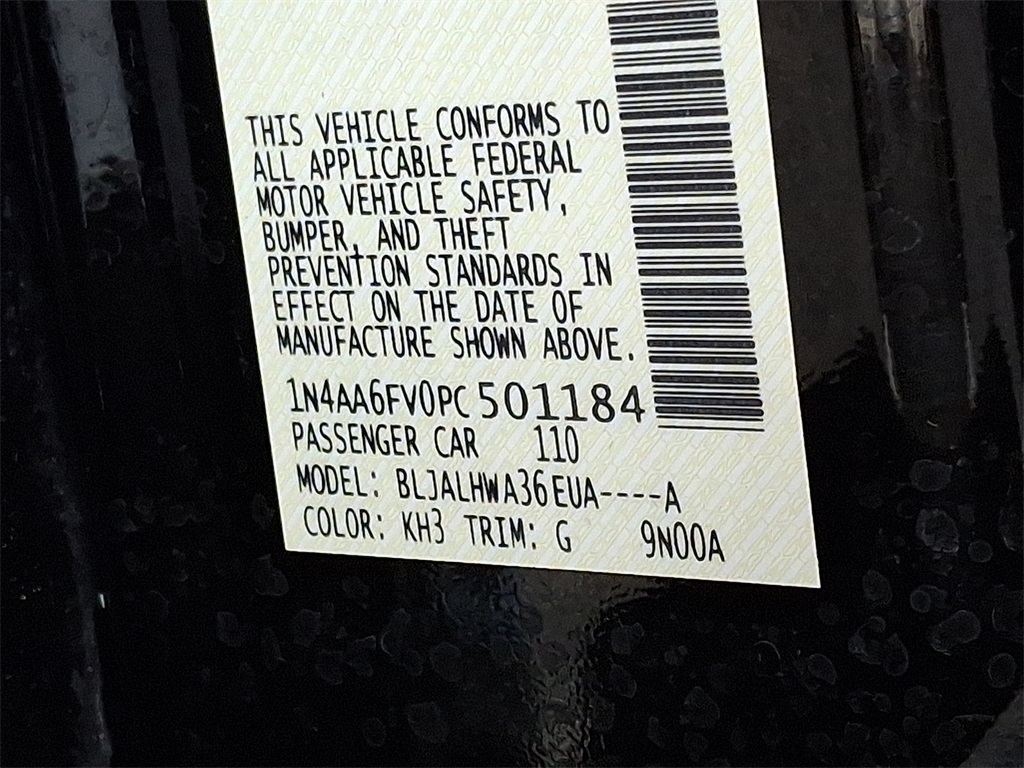 THIS VEHICLE CONFORMS TO
ALL APPLICABLE FEDERAL
MOTOR VEHICLE SAFETY,
BUMPER, AND THEFT
PREVENTION STANDARDS IN
EFFECT ON THE DATE OF
MANUFACTURE SHOWN ABOVE.
1N4AA6FV0PC501184
PASSENGER CAR 110
MODEL: BLJALHWA36EUA----A
COLOR: KH3 TRIM: G 9N00A